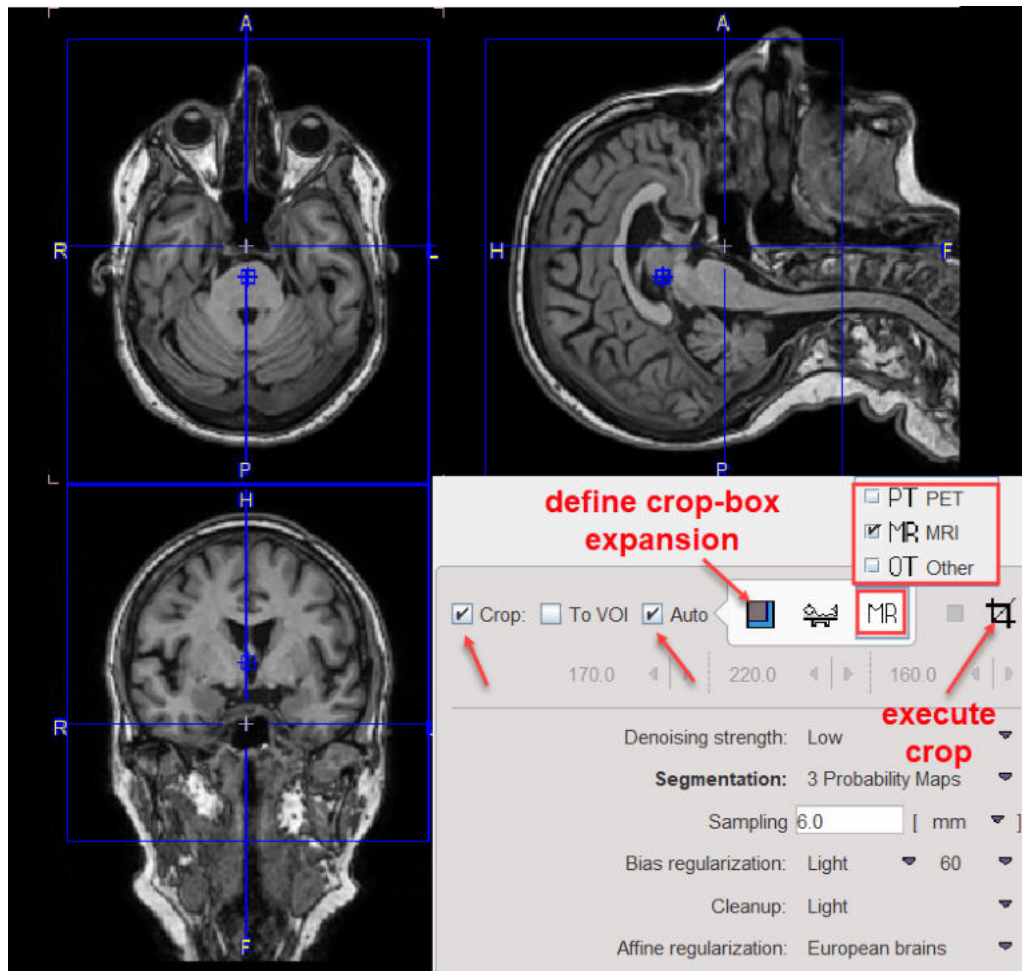 A
A
R
L
H
F
P
P
H
define crop-box
expansion
PT PET
MR MRI
OT Other
Crop: To VOI Auto MR
170.0 220.0 160.0
R
execute
crop
Denoising strength: Low
Segmentation: 3 Probability Maps
Sampling 6.0 [ mm ]
Bias regularization: Light 60
Cleanup: Light
Affine regularization: European brains
F